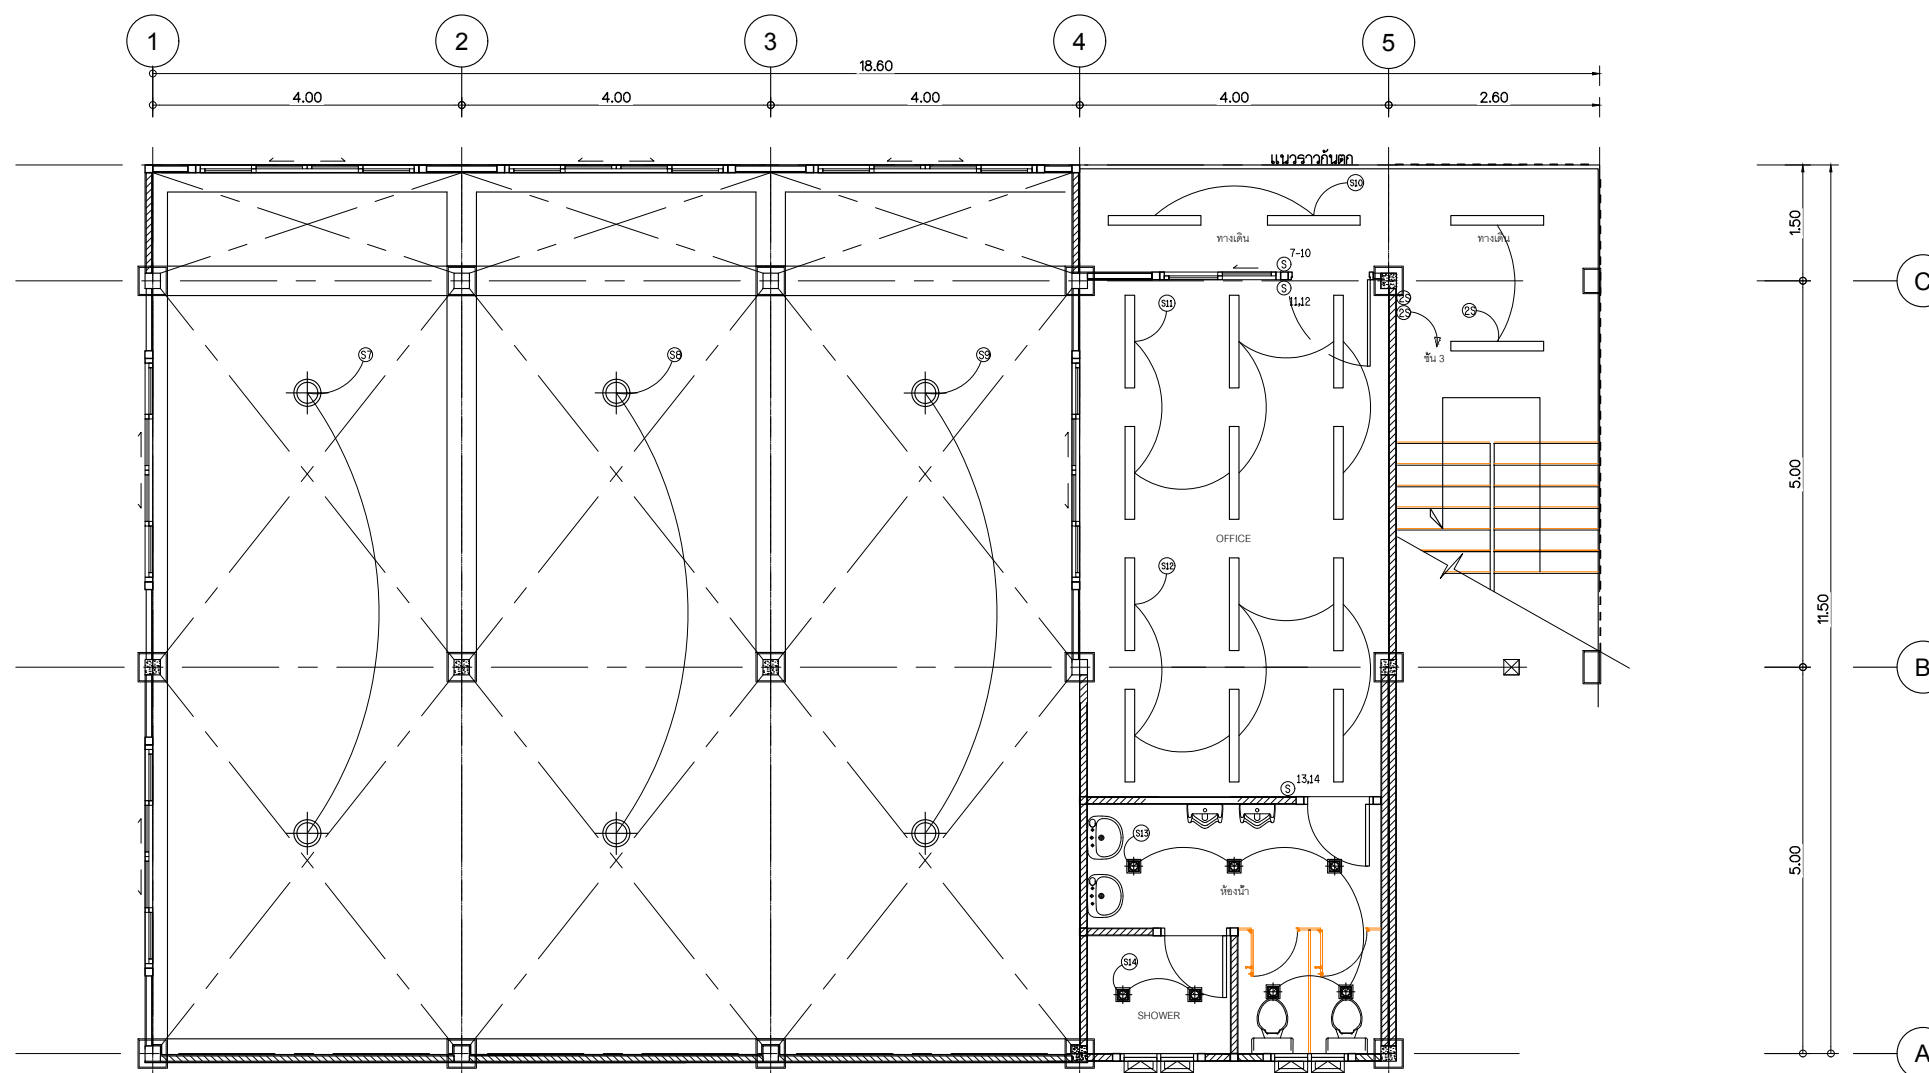 1 2 3 4 5
18.60
4.00 4.00 4.00 4.00 2.60
แนวราวกันตก
S10
ทางเดิน ทางเดิน
1.50
S 7-10
C
S 11,12
2S
S11
2S 2S
S7 S8 S9
ชั้น 3
5.00
OFFICE
S12
11.50
B
S 13,14
S13
5.00
ห้องน้ำ
S14
SHOWER
A